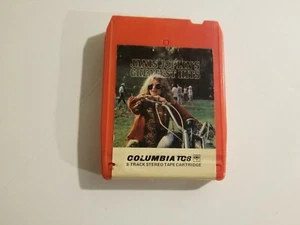 JANIS JOPLIN'S
GREATEST HITS
COLUMBIA TC8
8 TRACK STEREO TAPE CARTRIDGE